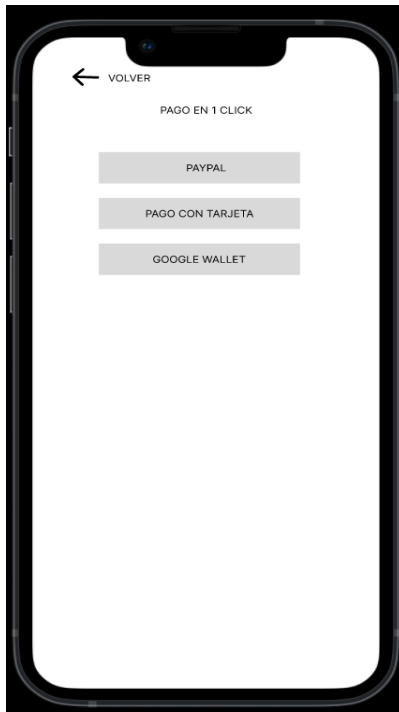 VOLVER
PAGO EN 1 CLICK
PAYPAL
PAGO CON TARJETA
GOOGLE WALLET